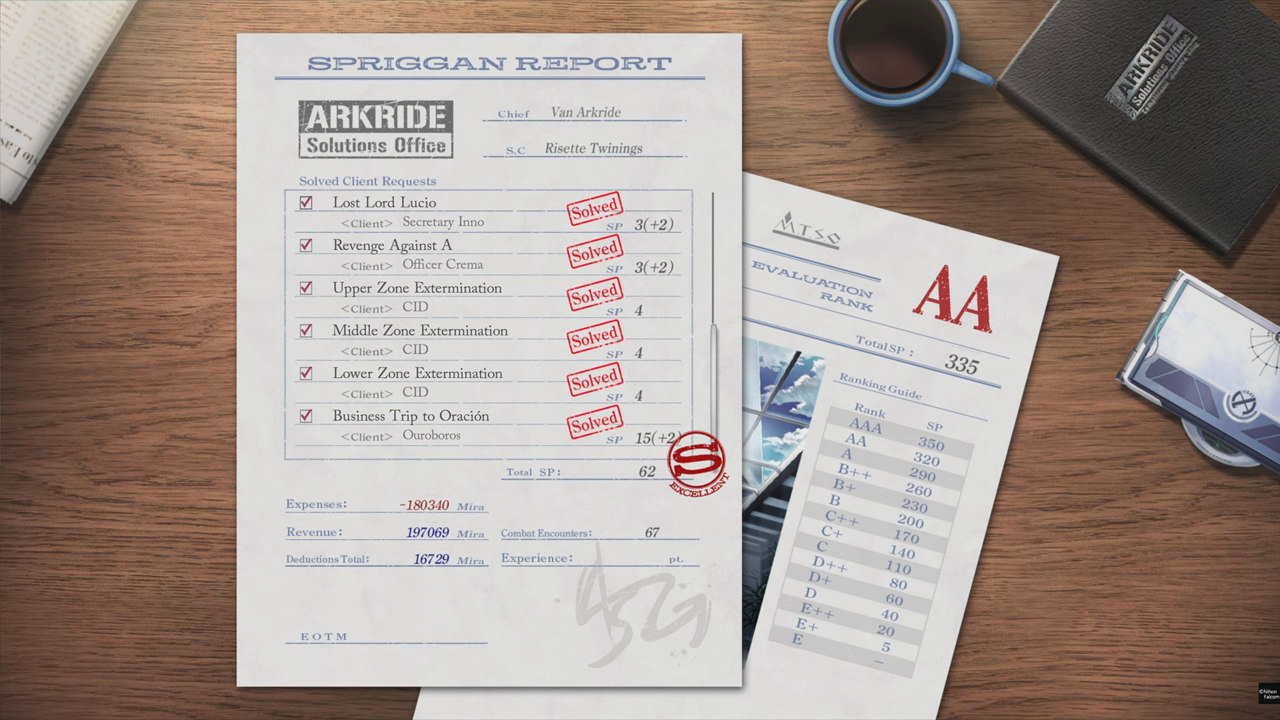 SPRIGGAN REPORT
ARKRIDE
Solutions Office
Chief Van Arkride
S.C Risette Twinings
Solved Client Requests
Lost Lord Lucio
Solved
<Client> Secretary Inno
SP 3(+2)
Revenge Against A
Solved
<Client> Officer Crema
SP 3(+2)
Upper Zone Extermination
Solved
<Client> CID
SP 4
Middle Zone Extermination
Solved
<Client> CID
SP 4
Lower Zone Extermination
Solved
<Client> CID
SP 4
Business Trip to Oración
Solved
<Client> Ouroboros
SP 15(+2)
Total SP: 62
S
EXCELLENT
Expenses: -180340 Mira
Revenue: 197069 Mira
Combat Encounters: 67
Deductions Total: 16729 Mira
Experience: pt.
EOTM
MTSC
EVALUATION
RANK
AA
Total SP: 335
Ranking Guide
Rank SP
AAA 350
AA 320
A 290
B++ 260
B+ 230
B 200
C++ 170
C+ 140
C 110
D++ 80
D+ 60
D 40
E++ 20
E+ 5
E –
ARKRIDE
Solutions Office
©Nihon
Falcom